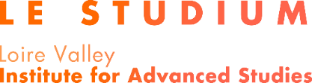 LE STUDIUM
Loire Valley
Institute for Advanced Studies